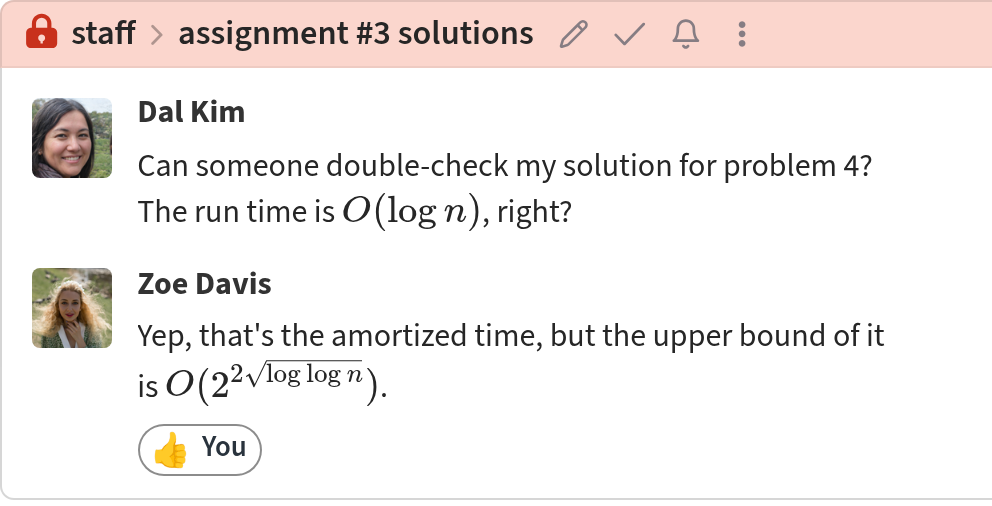 staff > assignment #3 solutions
Dal Kim
Can someone double-check my solution for problem 4?
The run time is O(log n), right?
Zoe Davis
Yep, that's the amortized time, but the upper bound of it
is O(2^{2√(log log n)}).
👍 You